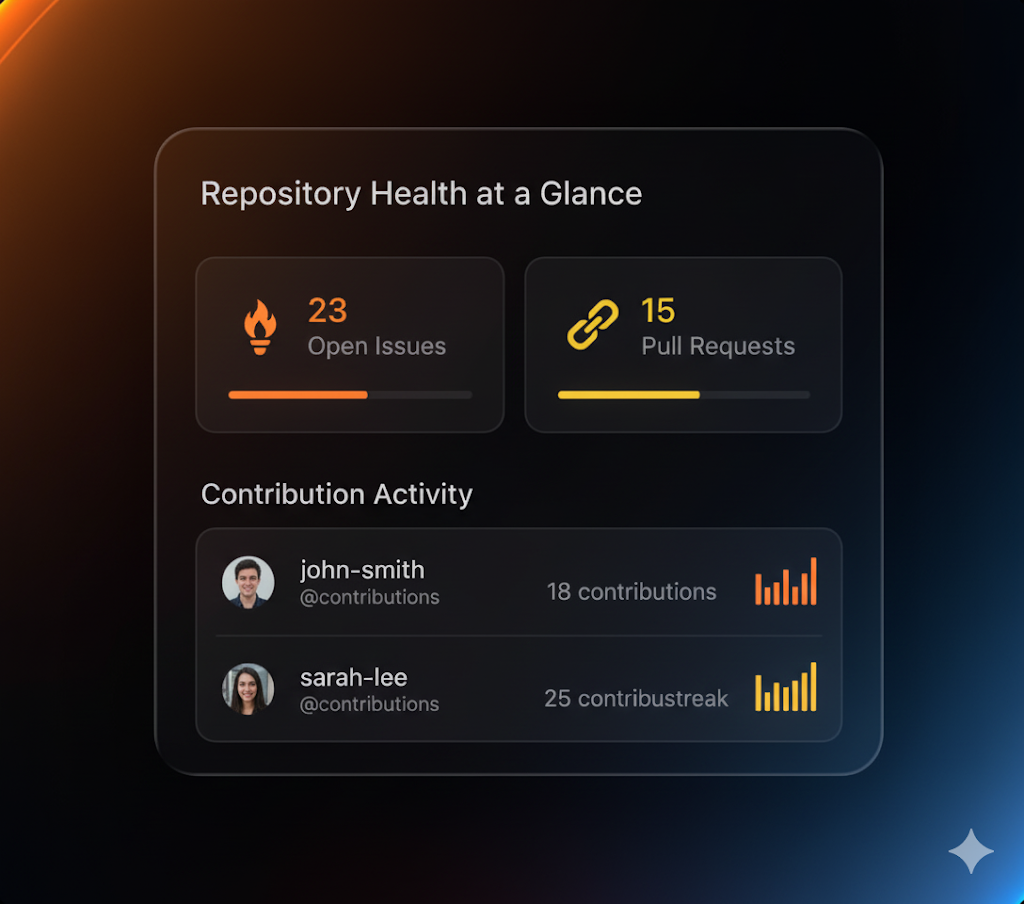 Repository Health at a Glance
23
Open Issues
15
Pull Requests
Contribution Activity
john-smith
@contributions
18 contributions
sarah-lee
@contributions
25 contribustreak